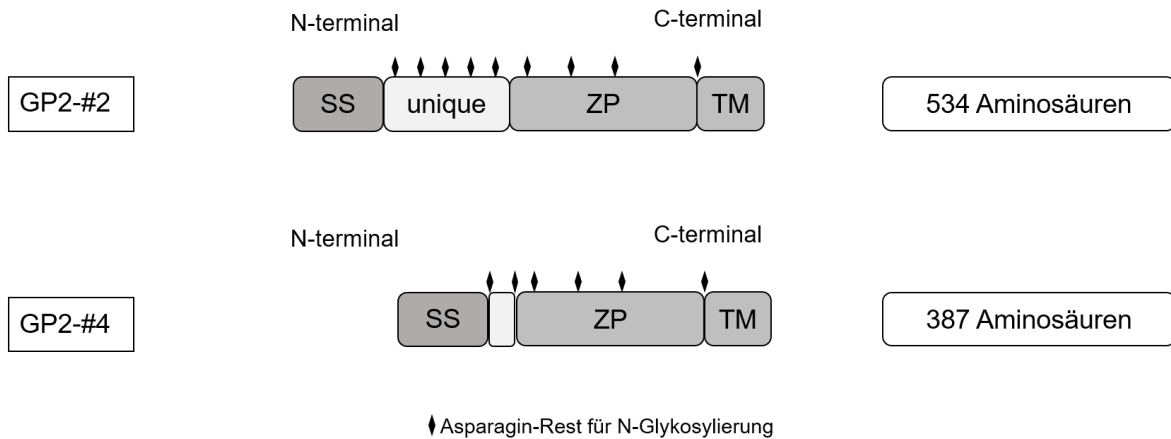 N-terminal C-terminal
GP2-#2 SS unique ZP TM 534 Aminosäuren
N-terminal C-terminal
GP2-#4 SS ZP TM 387 Aminosäuren
Asparagin-Rest für N-Glykosylierung